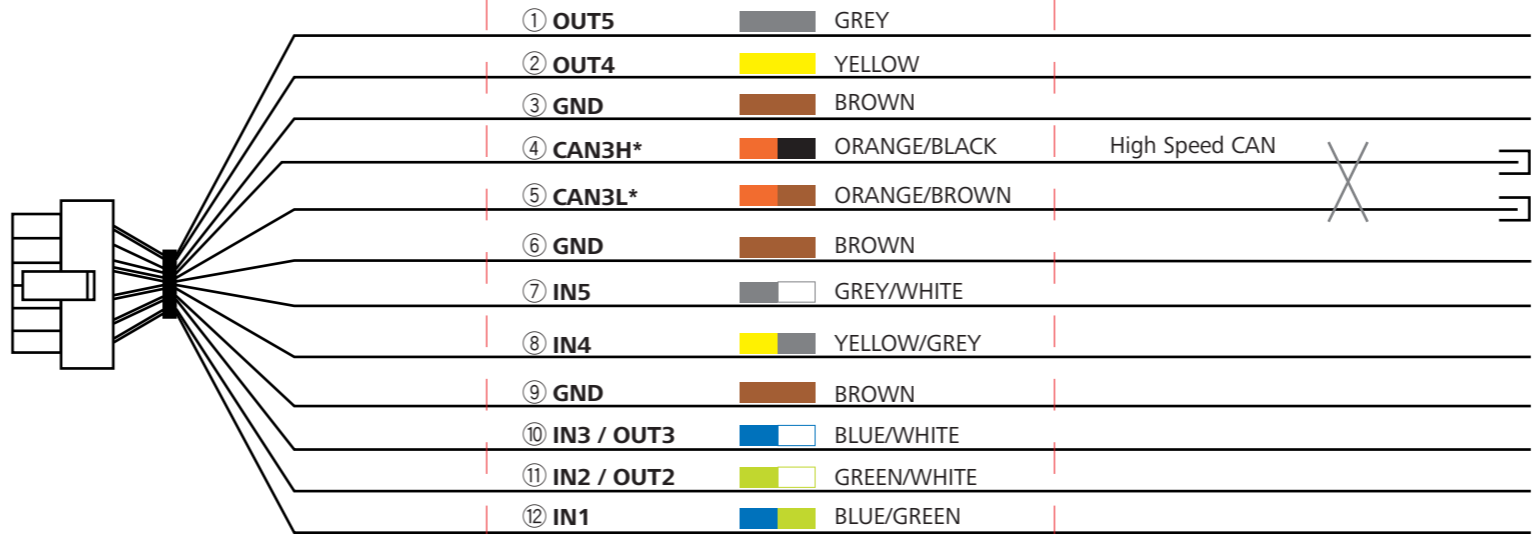 ① OUT5 GREY
② OUT4 YELLOW
③ GND BROWN
④ CAN3H* ORANGE/BLACK High Speed CAN
⑤ CAN3L* ORANGE/BROWN
⑥ GND BROWN
⑦ IN5 GREY/WHITE
⑧ IN4 YELLOW/GREY
⑨ GND BROWN
⑩ IN3 / OUT3 BLUE/WHITE
⑪ IN2 / OUT2 GREEN/WHITE
⑫ IN1 BLUE/GREEN